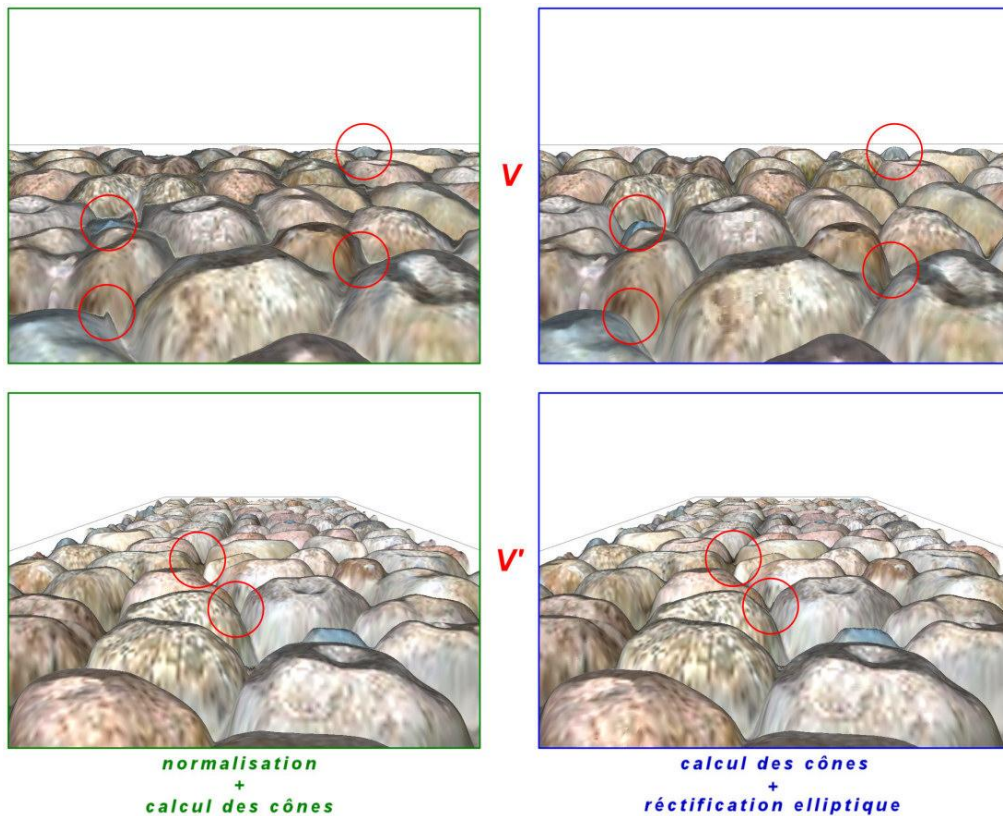 V
V'
normalisation
+
calcul des cônes
calcul des cônes
+
réctification elliptique